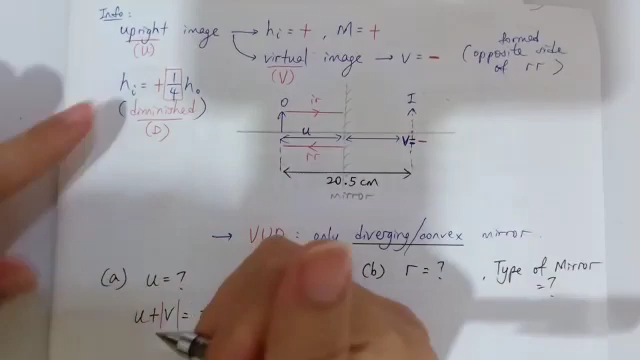 Info:
upright image → hi = + , M = +
(U)
→ virtual image → V = -
(V)
formed
(opposite side
of rr)
hi = + 1/4 ho
(diminished)
(D)
O ir I
u V = -
rr
20.5 cm
mirror
→ VUD: only diverging/convex mirror.
(a) u = ? (b) r = ? , Type of Mirror
= ?
u + |V| =